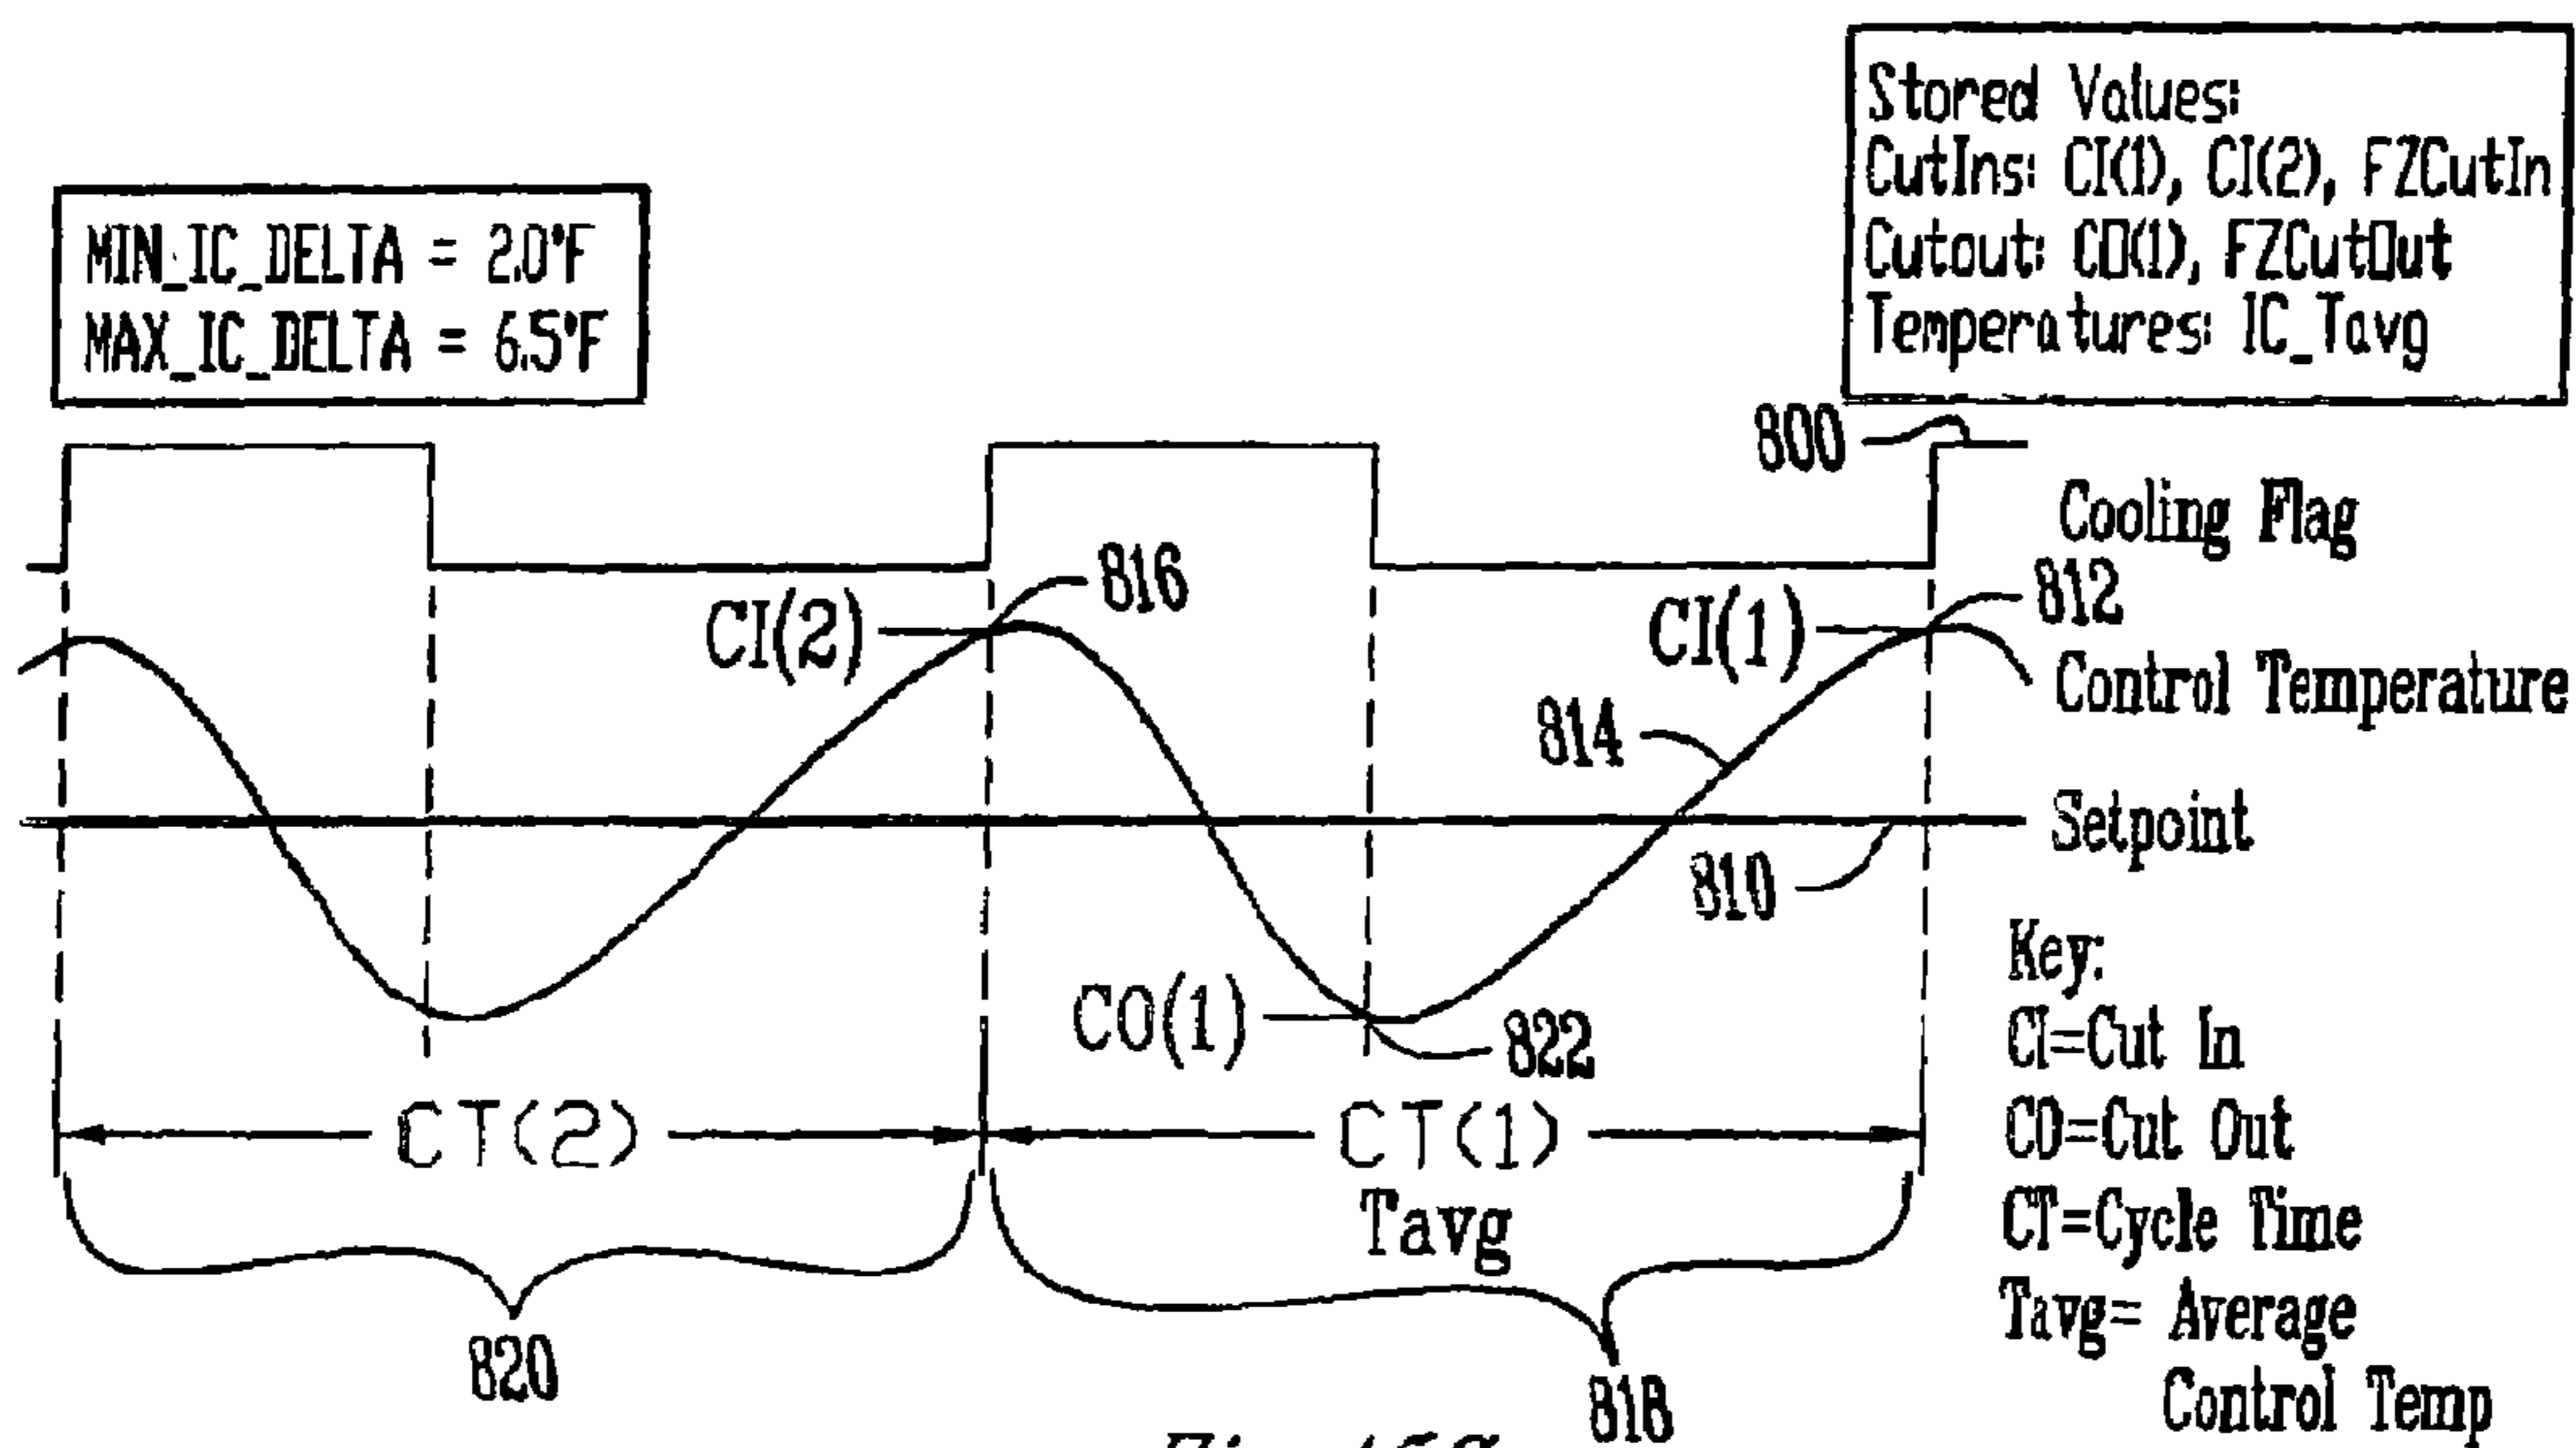 Stored Values:
CutIns: CI(1), CI(2), FZCutIn
Cutout: CO(1), FZCutOut
Temperatures: IC_Tavg
MIN_IC_DELTA = 2.0°F
MAX_IC_DELTA = 6.5°F
800
Cooling Flag
816
812
CI(2)
CI(1)
Control Temperature
814
Setpoint
810
Key:
CI=Cut In
CO(1)
822
CO=Cut Out
CT(2)
CT(1)
Tavg
CT=Cycle Time
Tavg= Average
Control Temp
820
818